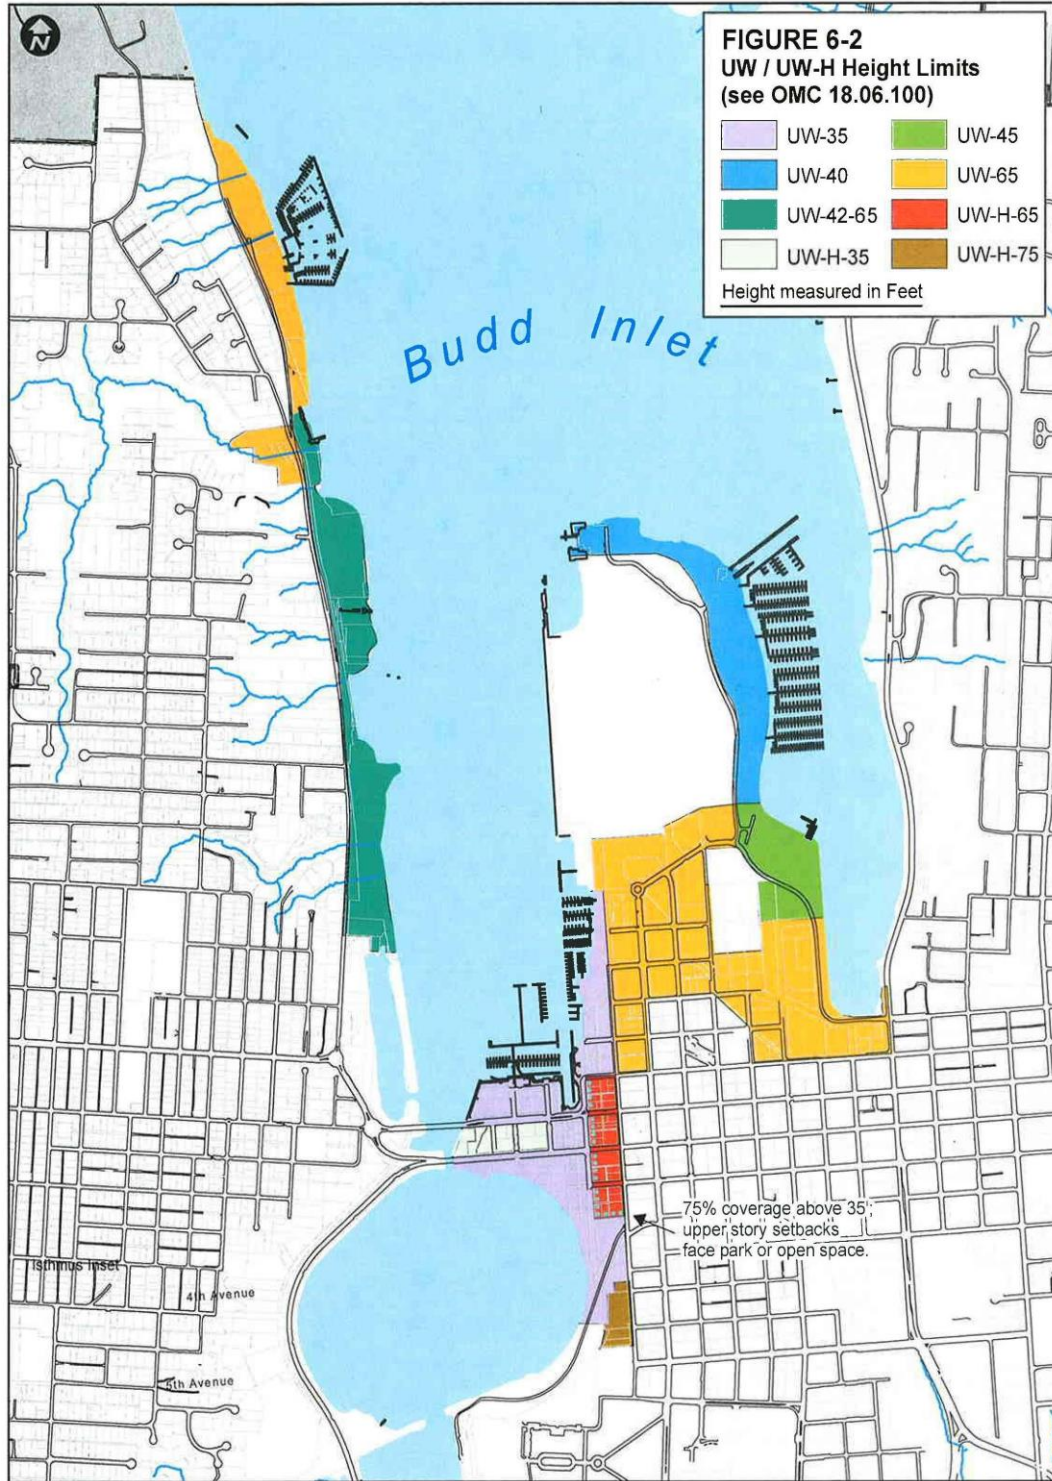 N
FIGURE 6-2
UW / UW-H Height Limits
(see OMC 18.06.100)
UW-35
UW-45
UW-40
UW-65
UW-42-65
UW-H-65
UW-H-35
UW-H-75
Height measured in Feet
Budd Inlet
75% coverage above 35';
upper story setbacks
face park or open space.
Isthmus Inset
4th Avenue
5th Avenue